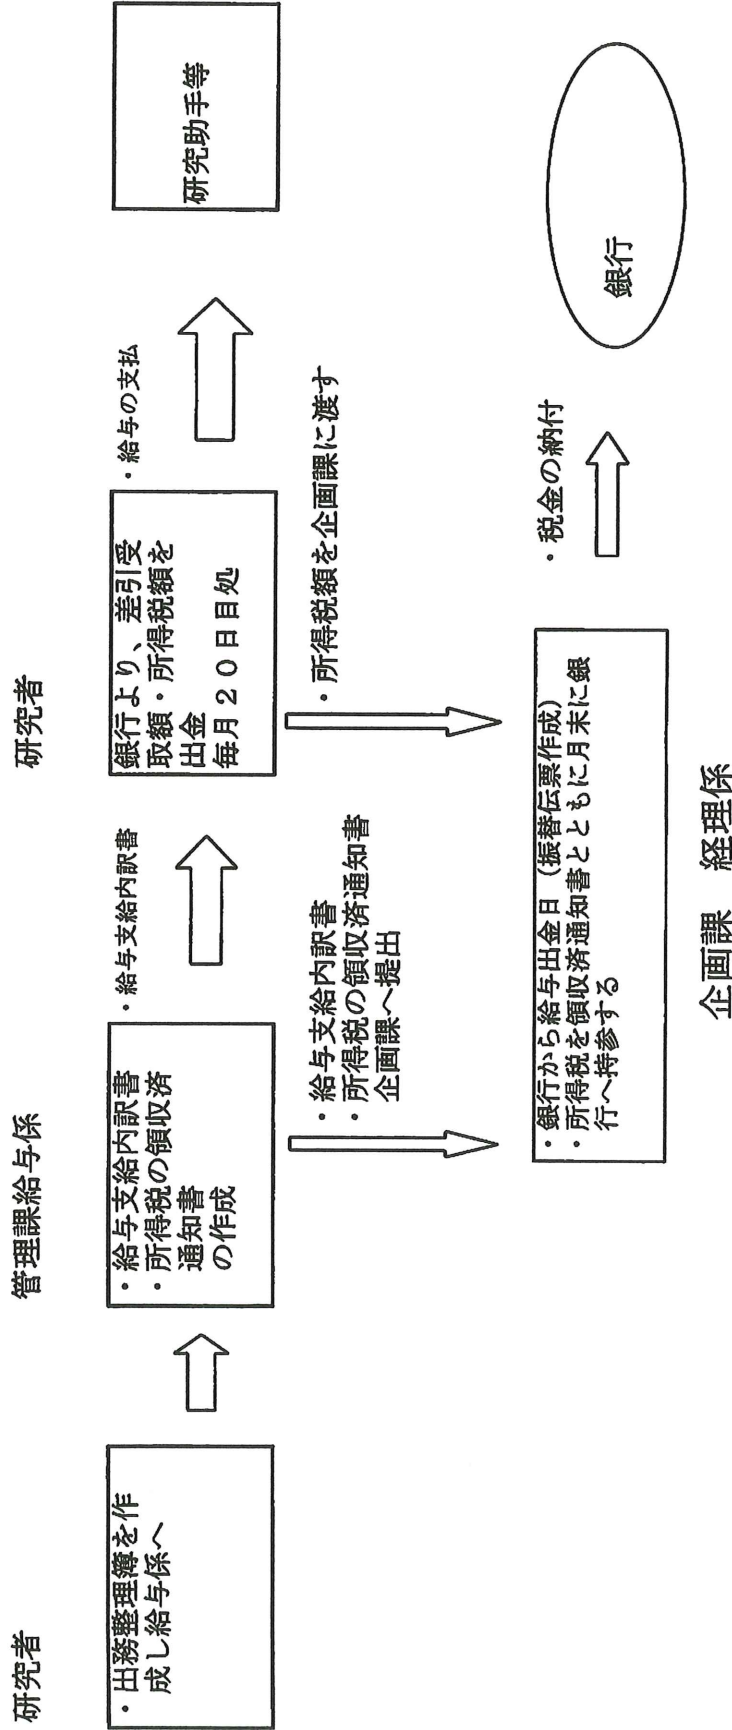 研究者
・出務整理簿を作
成し給与係へ
管理課給与係
・給与支給内訳書
・所得税の領収済
通知書
の作成
・給与支給内訳書
研究者
銀行より、差引受
取額・所得税額を
出金
毎月２０日目処
・給与の支払
研究助手等
・給与支給内訳書
・所得税の領収済通知書
企画課へ提出
・所得税額を企画課に渡す
・銀行から給与出金日（振替伝票作成）
・所得税を領収済通知書とともに月末に銀
行へ持参する
企画課　経理係
・税金の納付
銀行